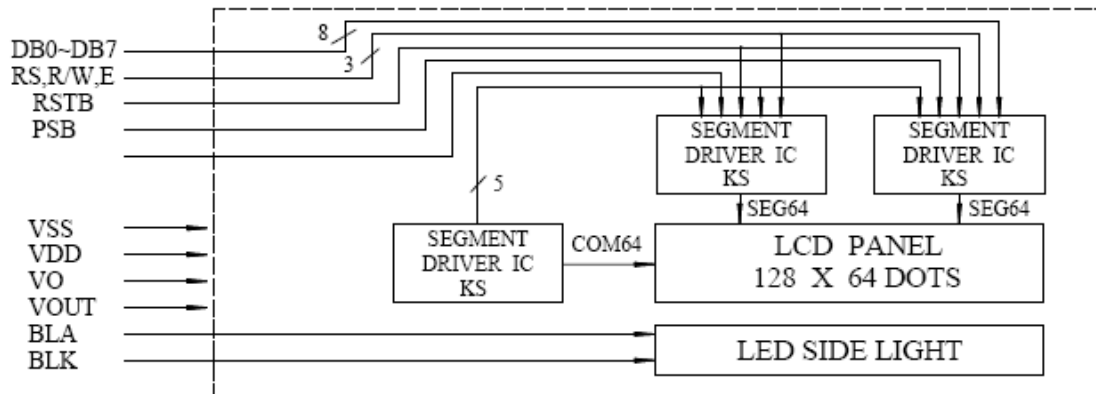 8
DB0~DB7
3
RS,R/W,E
RSTB
PSB
SEGMENT
DRIVER IC
KS
SEGMENT
DRIVER IC
KS
5
SEG64
SEG64
VSS
VDD
VO
VOUT
SEGMENT
DRIVER IC
KS
COM64
LCD PANEL
128 X 64 DOTS
BLA
BLK
LED SIDE LIGHT